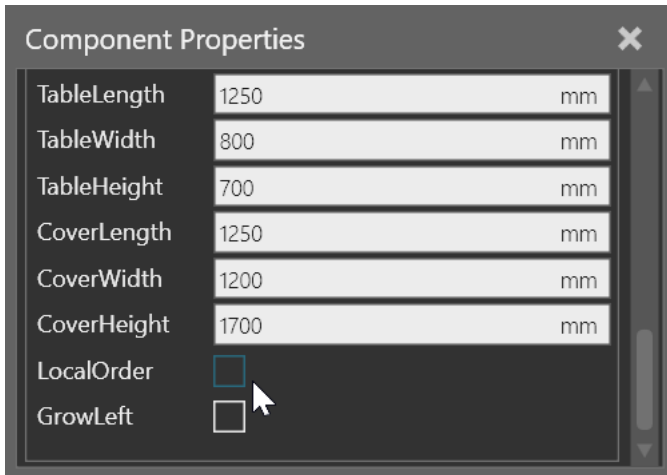 Component Properties
TableLength 1250 mm
TableWidth 800 mm
TableHeight 700 mm
CoverLength 1250 mm
CoverWidth 1200 mm
CoverHeight 1700 mm
LocalOrder
GrowLeft